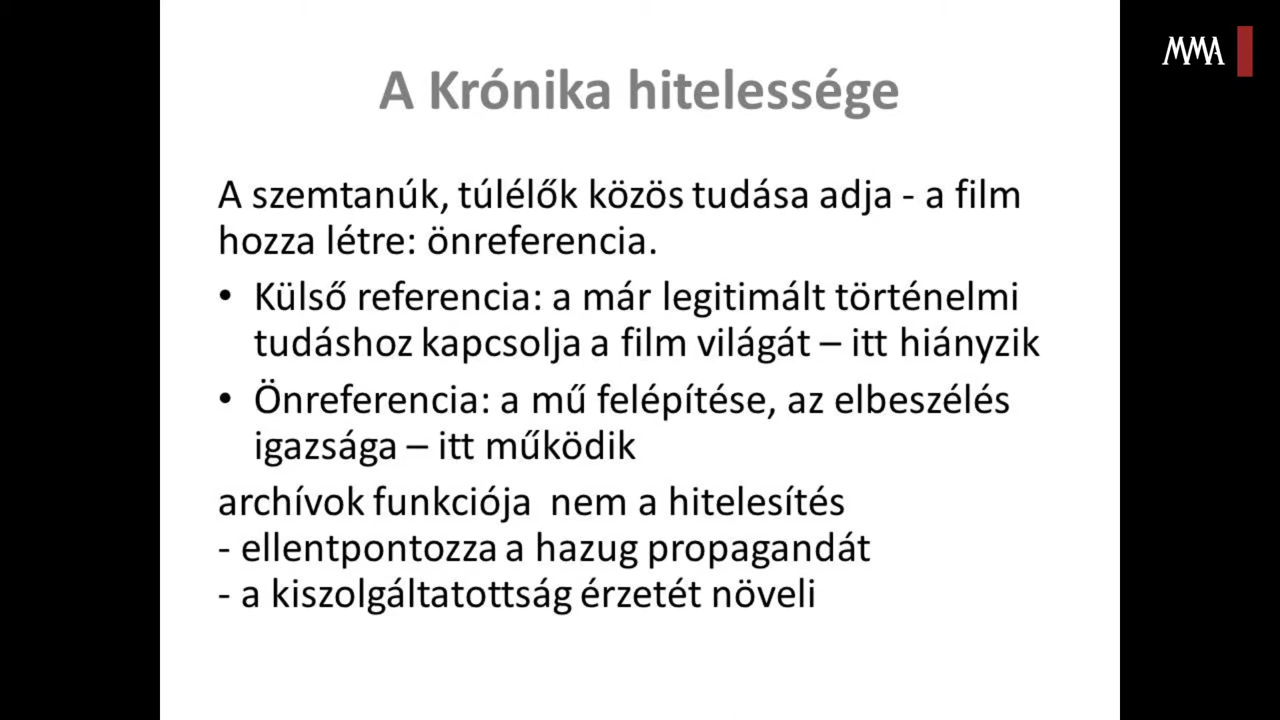 MMA
A Krónika hitelessége
A szemtanúk, túlélők közös tudása adja - a film
hozza létre: önreferencia.
• Külső referencia: a már legitimált történelmi
tudáshoz kapcsolja a film világát – itt hiányzik
• Önreferencia: a mű felépítése, az elbeszélés
igazsága – itt működik
archívok funkciója nem a hitelesítés
- ellentpontozza a hazug propagandát
- a kiszolgáltatottság érzetét növeli